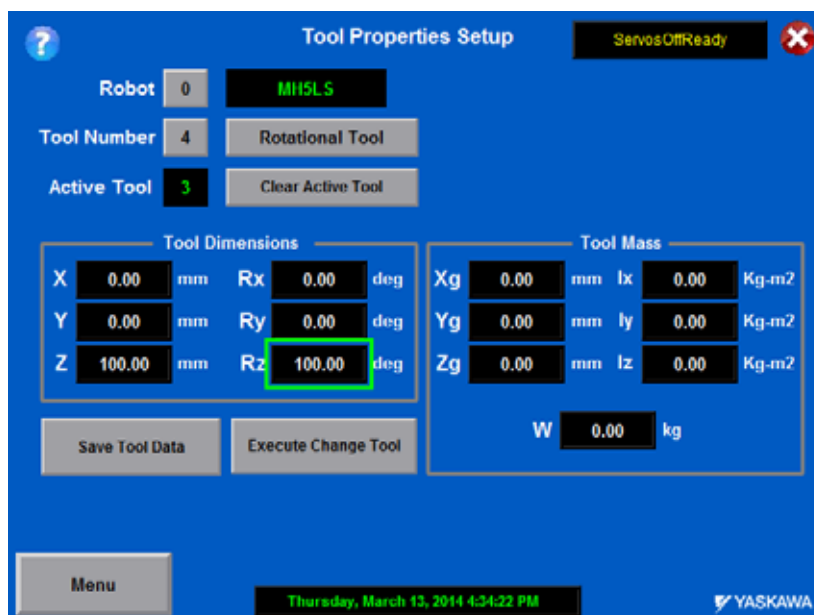 ?
Tool Properties Setup
ServosOffReady
Robot 0 MH5LS
Tool Number 4 Rotational Tool
Active Tool 3 Clear Active Tool
Tool Dimensions
X 0.00 mm Rx 0.00 deg
Y 0.00 mm Ry 0.00 deg
Z 100.00 mm Rz 100.00 deg
Tool Mass
Xg 0.00 mm Ix 0.00 Kg-m2
Yg 0.00 mm Iy 0.00 Kg-m2
Zg 0.00 mm Iz 0.00 Kg-m2
W 0.00 kg
Save Tool Data
Execute Change Tool
Menu
Thursday, March 13, 2014 4:34:22 PM
YASKAWA